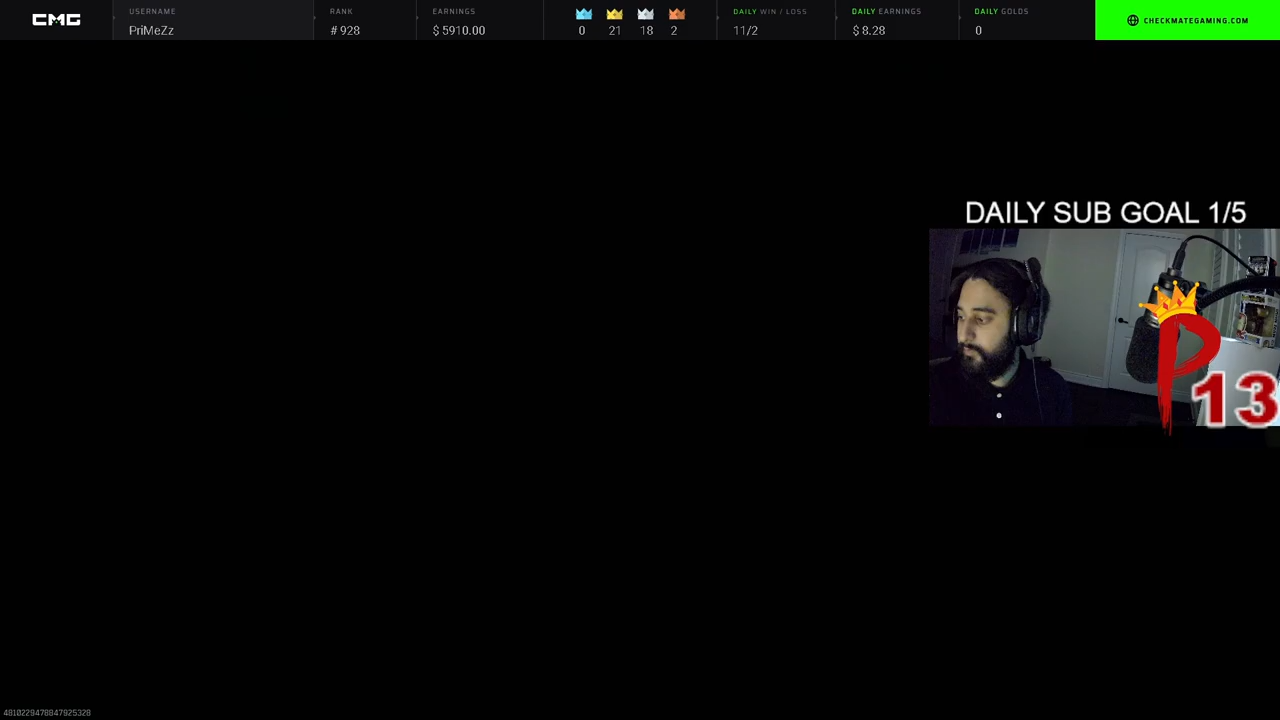 CMG
USERNAME
PriMeZz
RANK
# 928
EARNINGS
$ 5910.00
0 21 18 2
DAILY WIN / LOSS
11/2
DAILY EARNINGS
$ 8.28
DAILY GOLDS
0
CHECKMATEGAMING.COM
DAILY SUB GOAL 1/5
P
13
4810229478847925328